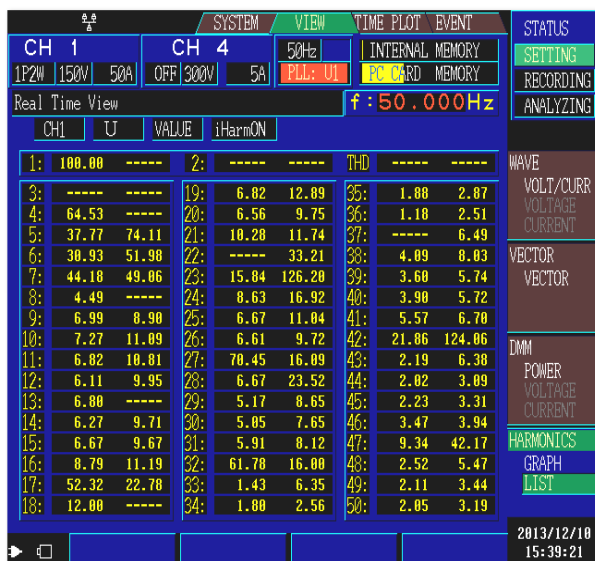 SYSTEM VIEW TIME PLOT EVENT
CH 1 CH 4 50Hz INTERNAL MEMORY
1P2W 150V 50A OFF 300V 5A PLL: U1 PC CARD MEMORY
Real Time View f:50.000Hz
CH1 U VALUE iHarmON
1: 100.00 ----- 2: ----- ----- THD ----- -----
3: ----- ----- 19: 6.82 12.89 35: 1.88 2.87
4: 64.53 ----- 20: 6.56 9.75 36: 1.18 2.51
5: 37.77 74.11 21: 10.28 11.74 37: ----- 6.49
6: 30.93 51.98 22: ----- 33.21 38: 4.09 8.03
7: 44.18 49.06 23: 15.84 126.20 39: 3.60 5.74
8: 4.49 ----- 24: 8.63 16.92 40: 3.90 5.72
9: 6.99 8.90 25: 6.67 11.04 41: 5.57 6.70
10: 7.27 11.09 26: 6.61 9.72 42: 21.86 124.06
11: 6.82 10.81 27: 70.45 16.09 43: 2.19 6.38
12: 6.11 9.95 28: 6.67 23.52 44: 2.02 3.09
13: 6.80 ----- 29: 5.17 8.65 45: 2.23 3.31
14: 6.27 9.71 30: 5.05 7.65 46: 3.47 3.94
15: 6.67 9.67 31: 5.91 8.12 47: 9.34 42.17
16: 8.79 11.19 32: 61.78 16.00 48: 2.52 5.47
17: 52.32 22.78 33: 1.43 6.35 49: 2.11 3.44
18: 12.00 ----- 34: 1.80 2.56 50: 2.05 3.19
STATUS
SETTING
RECORDING
ANALYZING
WAVE
VOLT/CURR
VOLTAGE
CURRENT
VECTOR
VECTOR
DMM
POWER
VOLTAGE
CURRENT
HARMONICS
GRAPH
LIST
2013/12/10
15:39:21